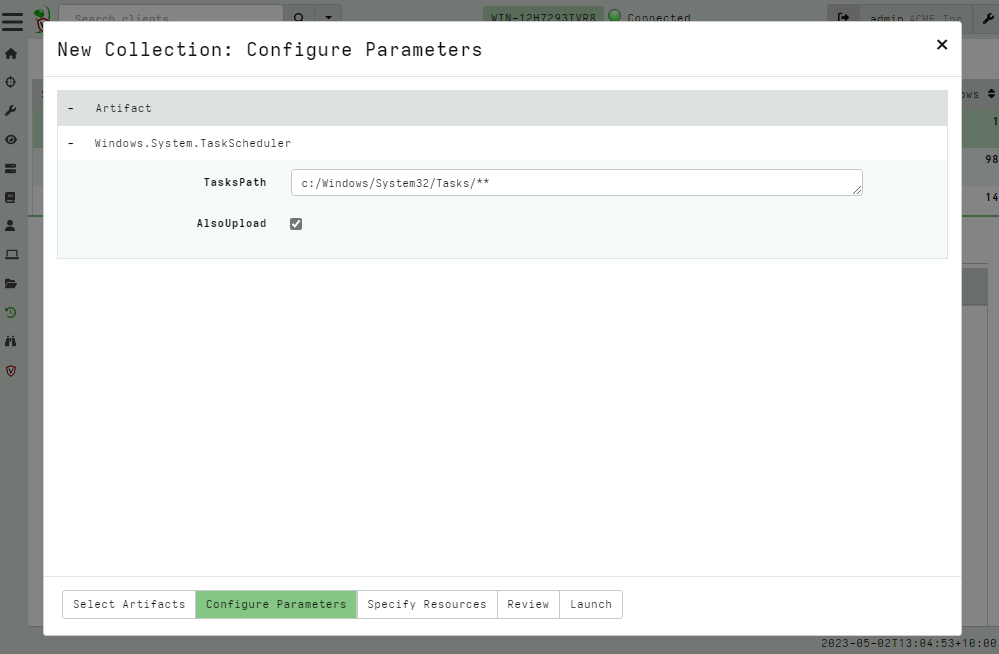 Search clients
WIN-12H7293TVR8
Connected
admin ACME Inc
New Collection: Configure Parameters
- Artifact
- Windows.System.TaskScheduler
TasksPath
c:/Windows/System32/Tasks/**
AlsoUpload
ows
1
98
14
Select Artifacts
Configure Parameters
Specify Resources
Review
Launch
2023-05-02T13:04:53+10:00